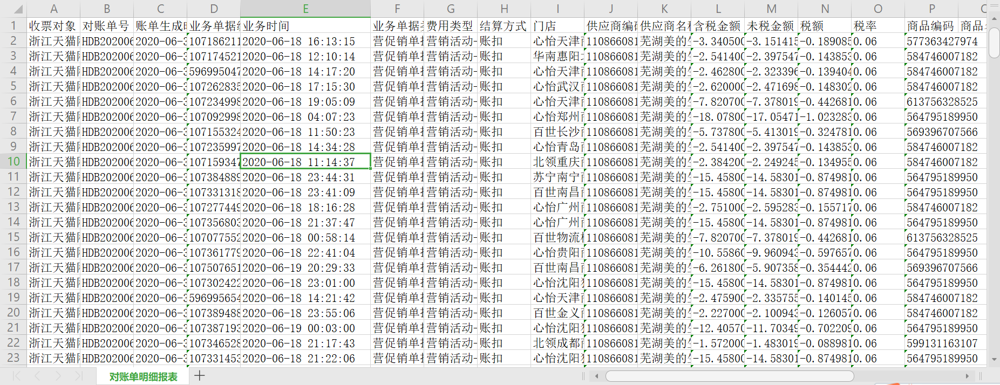 A B C D E F G H I J K L M N O P
1 收票对象 对账单号 账单生成 业务单据 业务时间 业务单据 费用类型 结算方式 门店 供应商编 供应商名 含税金额 未税金额 税额 税率 商品编码 商品
2 浙江天猫 HDB202006 2020-06- 107186211 2020-06-18 16:13:15 营促销单 营销活动- 账扣 心怡天津 110866081 芜湖美的 -3.340500 -3.151415 -0.189085 0.06 577363427974
3 浙江天猫 HDB202006 2020-06- 107174521 2020-06-18 12:10:14 营促销单 营销活动- 账扣 华南惠阳 110866081 芜湖美的 -2.541400 -2.397547 -0.143853 0.06 584746007182
4 浙江天猫 HDB202006 2020-06- 596995047 2020-06-18 14:17:20 营促销单 营销活动- 账扣 心怡天津 110866081 芜湖美的 -2.462800 -2.323396 -0.139404 0.06 584746007182
5 浙江天猫 HDB202006 2020-06- 107262835 2020-06-18 17:15:30 营促销单 营销活动- 账扣 心怡武汉 110866081 芜湖美的 -2.620000 -2.471698 -0.148302 0.06 584746007182
6 浙江天猫 HDB202006 2020-06- 107234998 2020-06-18 19:05:09 营促销单 营销活动- 账扣 心怡天津 110866081 芜湖美的 -7.820700 -7.378019 -0.442681 0.06 613756328525
7 浙江天猫 HDB202006 2020-06- 107092998 2020-06-18 04:07:23 营促销单 营销活动- 账扣 心怡郑州 110866081 芜湖美的 -18.07800 -17.05471 -1.023283 0.06 564795189950
8 浙江天猫 HDB202006 2020-06- 107155324 2020-06-18 11:50:23 营促销单 营销活动- 账扣 百世长沙 110866081 芜湖美的 -5.737800 -5.413019 -0.324781 0.06 569396707566
9 浙江天猫 HDB202006 2020-06- 107235997 2020-06-18 14:34:28 营促销单 营销活动- 账扣 心怡青岛 110866081 芜湖美的 -2.541400 -2.397547 -0.143853 0.06 584746007182
10 浙江天猫 HDB202006 2020-06- 107159347 2020-06-18 11:14:37 营促销单 营销活动- 账扣 北领重庆 110866081 芜湖美的 -2.384200 -2.249245 -0.134955 0.06 584746007182
11 浙江天猫 HDB202006 2020-06- 107384889 2020-06-18 23:44:31 营促销单 营销活动- 账扣 苏宁南宁 110866081 芜湖美的 -15.45800 -14.58301 -0.874981 0.06 564795189950
12 浙江天猫 HDB202006 2020-06- 107331318 2020-06-18 23:41:09 营促销单 营销活动- 账扣 百世南昌 110866081 芜湖美的 -15.45800 -14.58301 -0.874981 0.06 564795189950
13 浙江天猫 HDB202006 2020-06- 107277449 2020-06-18 18:16:28 营促销单 营销活动- 账扣 心怡广州 110866081 芜湖美的 -2.751000 -2.595283 -0.155717 0.06 584746007182
14 浙江天猫 HDB202006 2020-06- 107356803 2020-06-18 21:37:47 营促销单 营销活动- 账扣 心怡广州 110866081 芜湖美的 -15.45800 -14.58301 -0.874981 0.06 564795189950
15 浙江天猫 HDB202006 2020-06- 107077552 2020-06-18 00:58:14 营促销单 营销活动- 账扣 百世物流 110866081 芜湖美的 -7.820700 -7.378019 -0.442681 0.06 613756328525
16 浙江天猫 HDB202006 2020-06- 107361779 2020-06-18 22:41:04 营促销单 营销活动- 账扣 心怡贵阳 110866081 芜湖美的 -10.55860 -9.960943 -0.597657 0.06 564795189950
17 浙江天猫 HDB202006 2020-06- 107507651 2020-06-19 20:29:33 营促销单 营销活动- 账扣 百世南昌 110866081 芜湖美的 -6.261800 -5.907358 -0.354442 0.06 569396707566
18 浙江天猫 HDB202006 2020-06- 107302422 2020-06-18 23:01:00 营促销单 营销活动- 账扣 心怡沈阳 110866081 芜湖美的 -15.45800 -14.58301 -0.874981 0.06 564795189950
19 浙江天猫 HDB202006 2020-06- 596995654 2020-06-18 14:21:42 营促销单 营销活动- 账扣 心怡天津 110866081 芜湖美的 -2.475900 -2.335755 -0.140145 0.06 584746007182
20 浙江天猫 HDB202006 2020-06- 107389488 2020-06-18 23:55:06 营促销单 营销活动- 账扣 百世金义 110866081 芜湖美的 -2.227000 -2.100943 -0.126057 0.06 584746007182
21 浙江天猫 HDB202006 2020-06- 107387193 2020-06-19 00:03:00 营促销单 营销活动- 账扣 心怡沈阳 110866081 芜湖美的 -12.40570 -11.70349 -0.702209 0.06 564795189950
22 浙江天猫 HDB202006 2020-06- 107346528 2020-06-18 21:17:43 营促销单 营销活动- 账扣 北领成都 110866081 芜湖美的 -1.572000 -1.483019 -0.088981 0.06 599131163107
23 浙江天猫 HDB202006 2020-06- 107331453 2020-06-18 21:22:06 营促销单 营销活动- 账扣 心怡沈阳 110866081 芜湖美的 -15.45800 -14.58301 -0.874981 0.06 564795189950
对账单明细报表